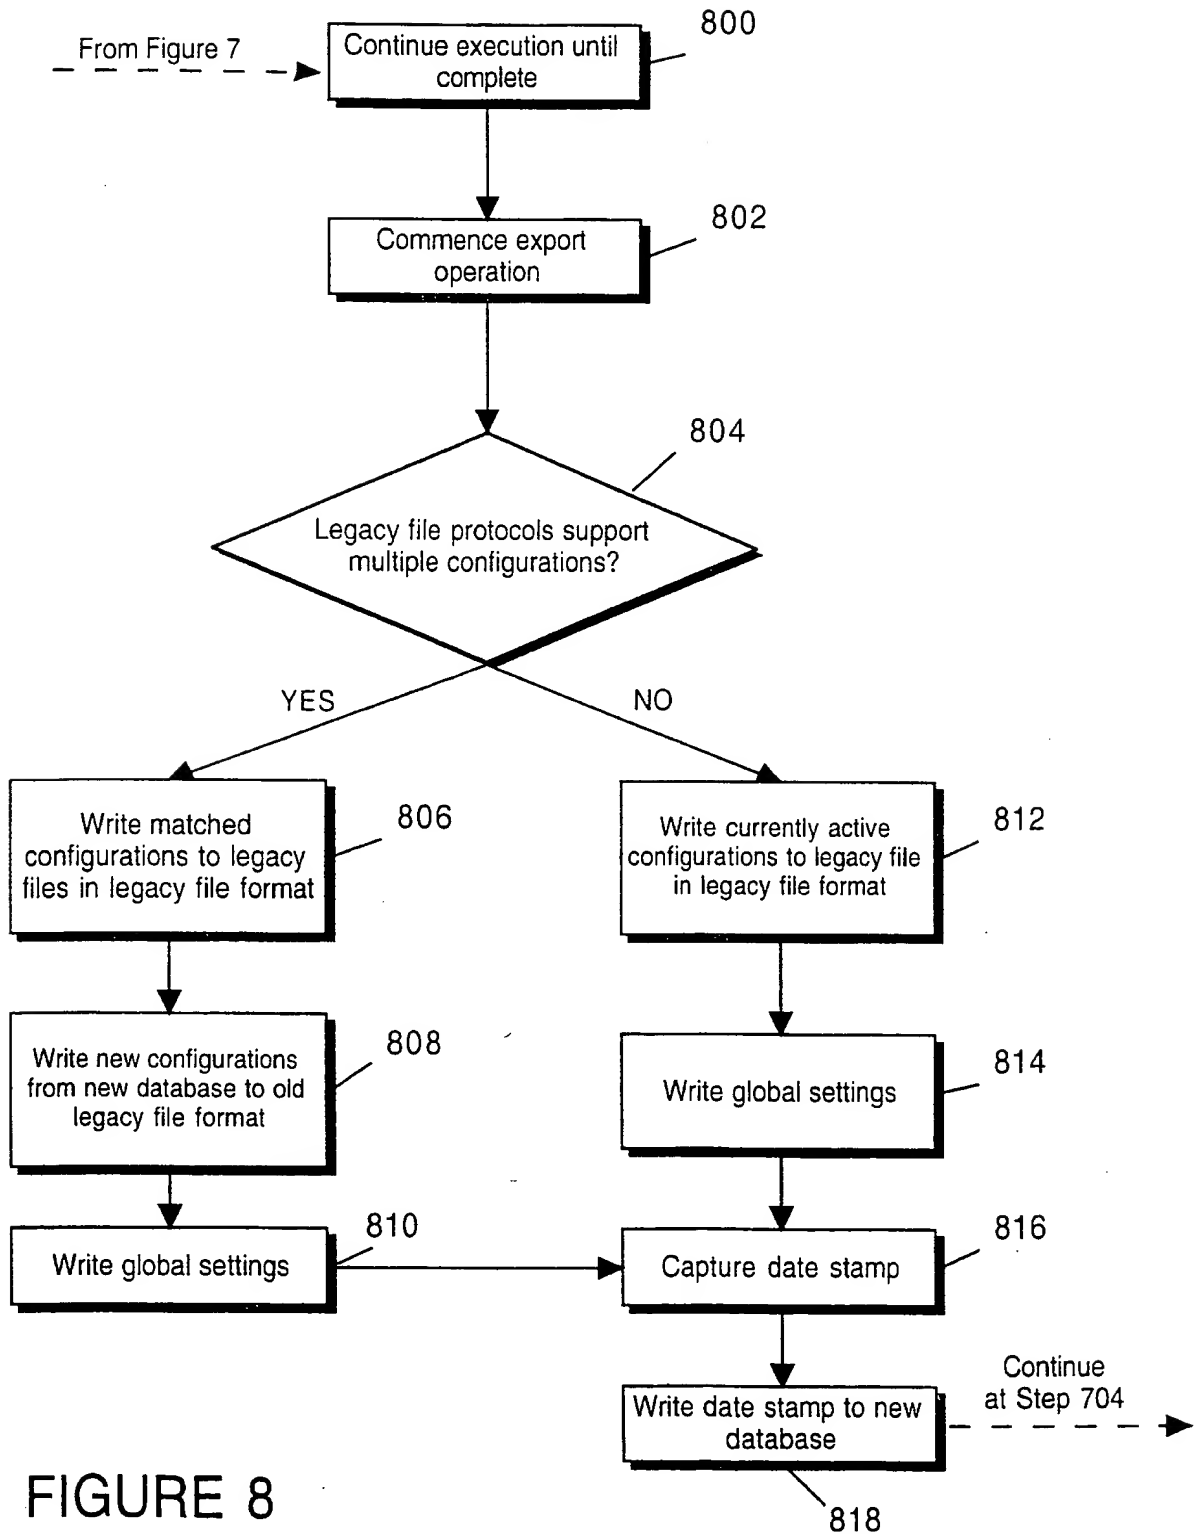 800
From Figure 7
Continue execution until
complete
802
Commence export
operation
804
Legacy file protocols support
multiple configurations?
YES
NO
806
Write matched
configurations to legacy
files in legacy file format
812
Write currently active
configurations to legacy file
in legacy file format
808
Write new configurations
from new database to old
legacy file format
814
Write global settings
810
Write global settings
816
Capture date stamp
Continue
at Step 704
Write date stamp to new
database
818
FIGURE 8